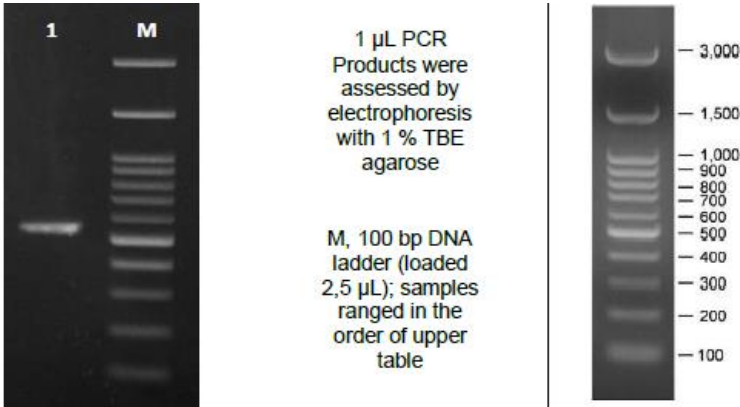 1 M
1 µL PCR
Products were
assessed by
electrophoresis
with 1 % TBE
agarose
M, 100 bp DNA
ladder (loaded
2,5 µL); samples
ranged in the
order of upper
table
3,000
1,500
1,000
900
800
700
600
500
400
300
200
100